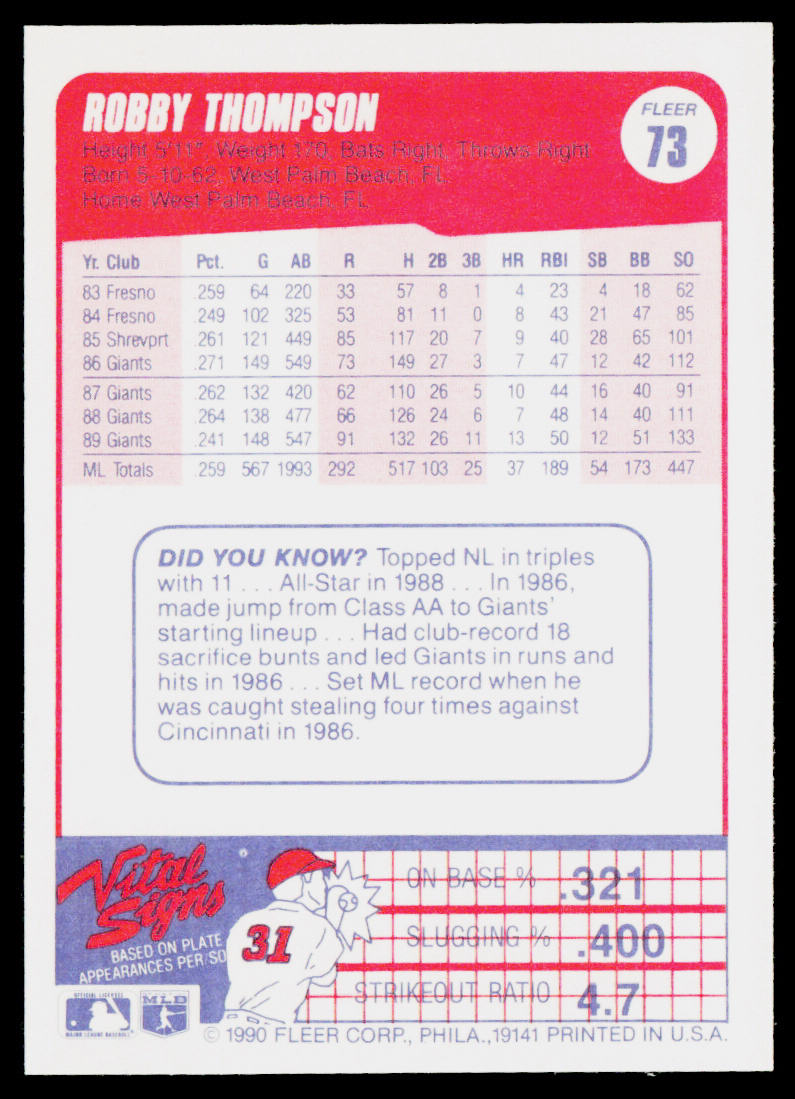 ROBBY THOMPSON
FLEER
73
Height 5'11", Weight 170, Bats Right, Throws Right
Born 5-10-62, West Palm Beach, FL
Home West Palm Beach, FL
Yr. Club Pct. G AB R H 2B 3B HR RBI SB BB SO
83 Fresno .259 64 220 33 57 8 1 4 23 4 18 62
84 Fresno .249 102 325 53 81 11 0 8 43 21 47 85
85 Shrevprt .261 121 449 85 117 20 7 9 40 28 65 101
86 Giants .271 149 549 73 149 27 3 7 47 12 42 112
87 Giants .262 132 420 62 110 26 5 10 44 16 40 91
88 Giants .264 138 477 66 126 24 6 7 48 14 40 111
89 Giants .241 148 547 91 132 26 11 13 50 12 51 133
ML Totals .259 567 1993 292 517 103 25 37 189 54 173 447
DID YOU KNOW? Topped NL in triples
with 11 . . . All-Star in 1988 . . . In 1986,
made jump from Class AA to Giants'
starting lineup . . . Had club-record 18
sacrifice bunts and led Giants in runs and
hits in 1986 . . . Set ML record when he
was caught stealing four times against
Cincinnati in 1986.
Vital
Signs
BASED ON PLATE
APPEARANCES PER/SO
31
ON BASE % .321
SLUGGING % .400
STRIKEOUT RATIO 4.7
OFFICIAL LICENSEE
MAJOR LEAGUE BASEBALL
MLB
© 1990 FLEER CORP., PHILA.,19141 PRINTED IN U.S.A.